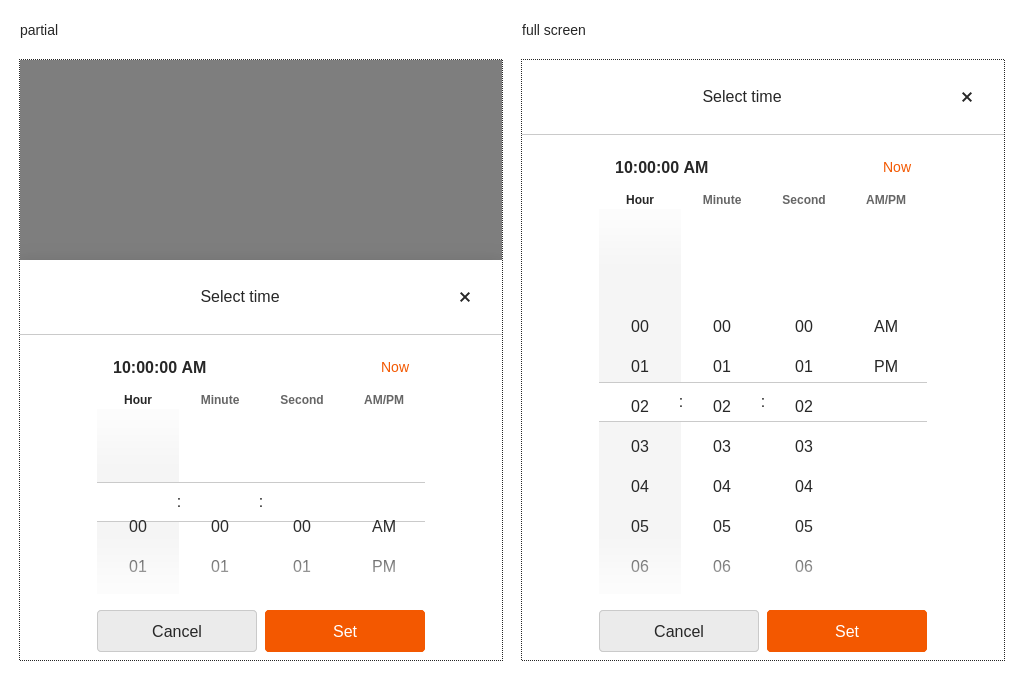 partial
Select time ×
10:00:00 AM Now
Hour Minute Second AM/PM
: :
00 00 00 AM
01 01 01 PM
Cancel Set
full screen
Select time ×
10:00:00 AM Now
Hour Minute Second AM/PM
00 00 00 AM
01 01 01 PM
02 : 02 : 02
03 03 03
04 04 04
05 05 05
06 06 06
Cancel Set